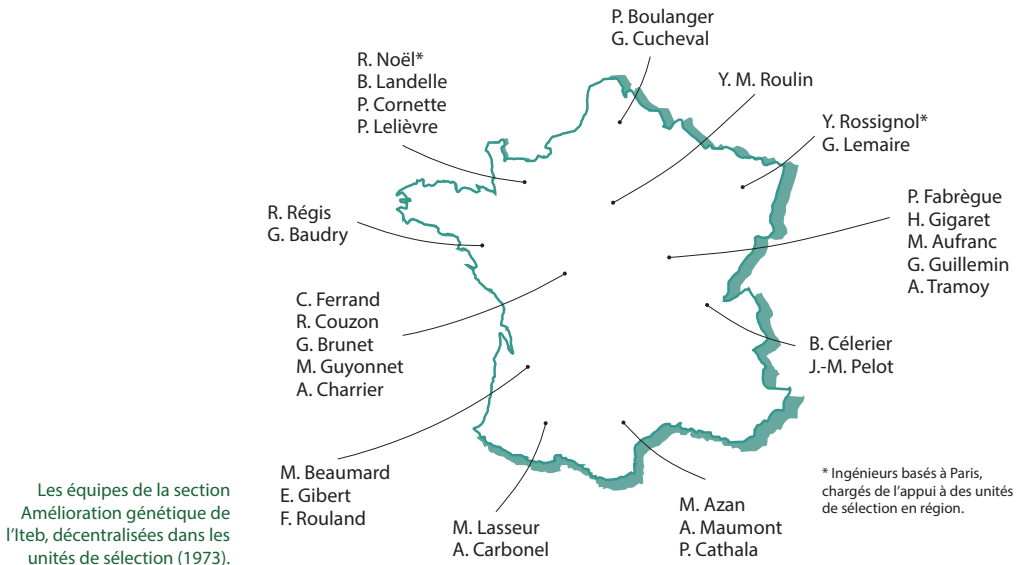 P. Boulanger
G. Cucheval
R. Noël*
B. Landelle
P. Cornette
P. Lelièvre
Y. M. Roulin
Y. Rossignol*
G. Lemaire
P. Fabrègue
H. Gigaret
M. Aufranc
G. Guillemin
A. Tramoy
R. Régis
G. Baudry
C. Ferrand
R. Couzon
G. Brunet
M. Guyonnet
A. Charrier
B. Célerier
J.-M. Pelot
M. Beaumard
E. Gibert
F. Rouland
M. Lasseur
A. Carbonel
M. Azan
A. Maumont
P. Cathala
* Ingénieurs basés à Paris,
chargés de l'appui à des unités
de sélection en région.
Les équipes de la section
Amélioration génétique de
l'Iteb, décentralisées dans les
unités de sélection (1973).